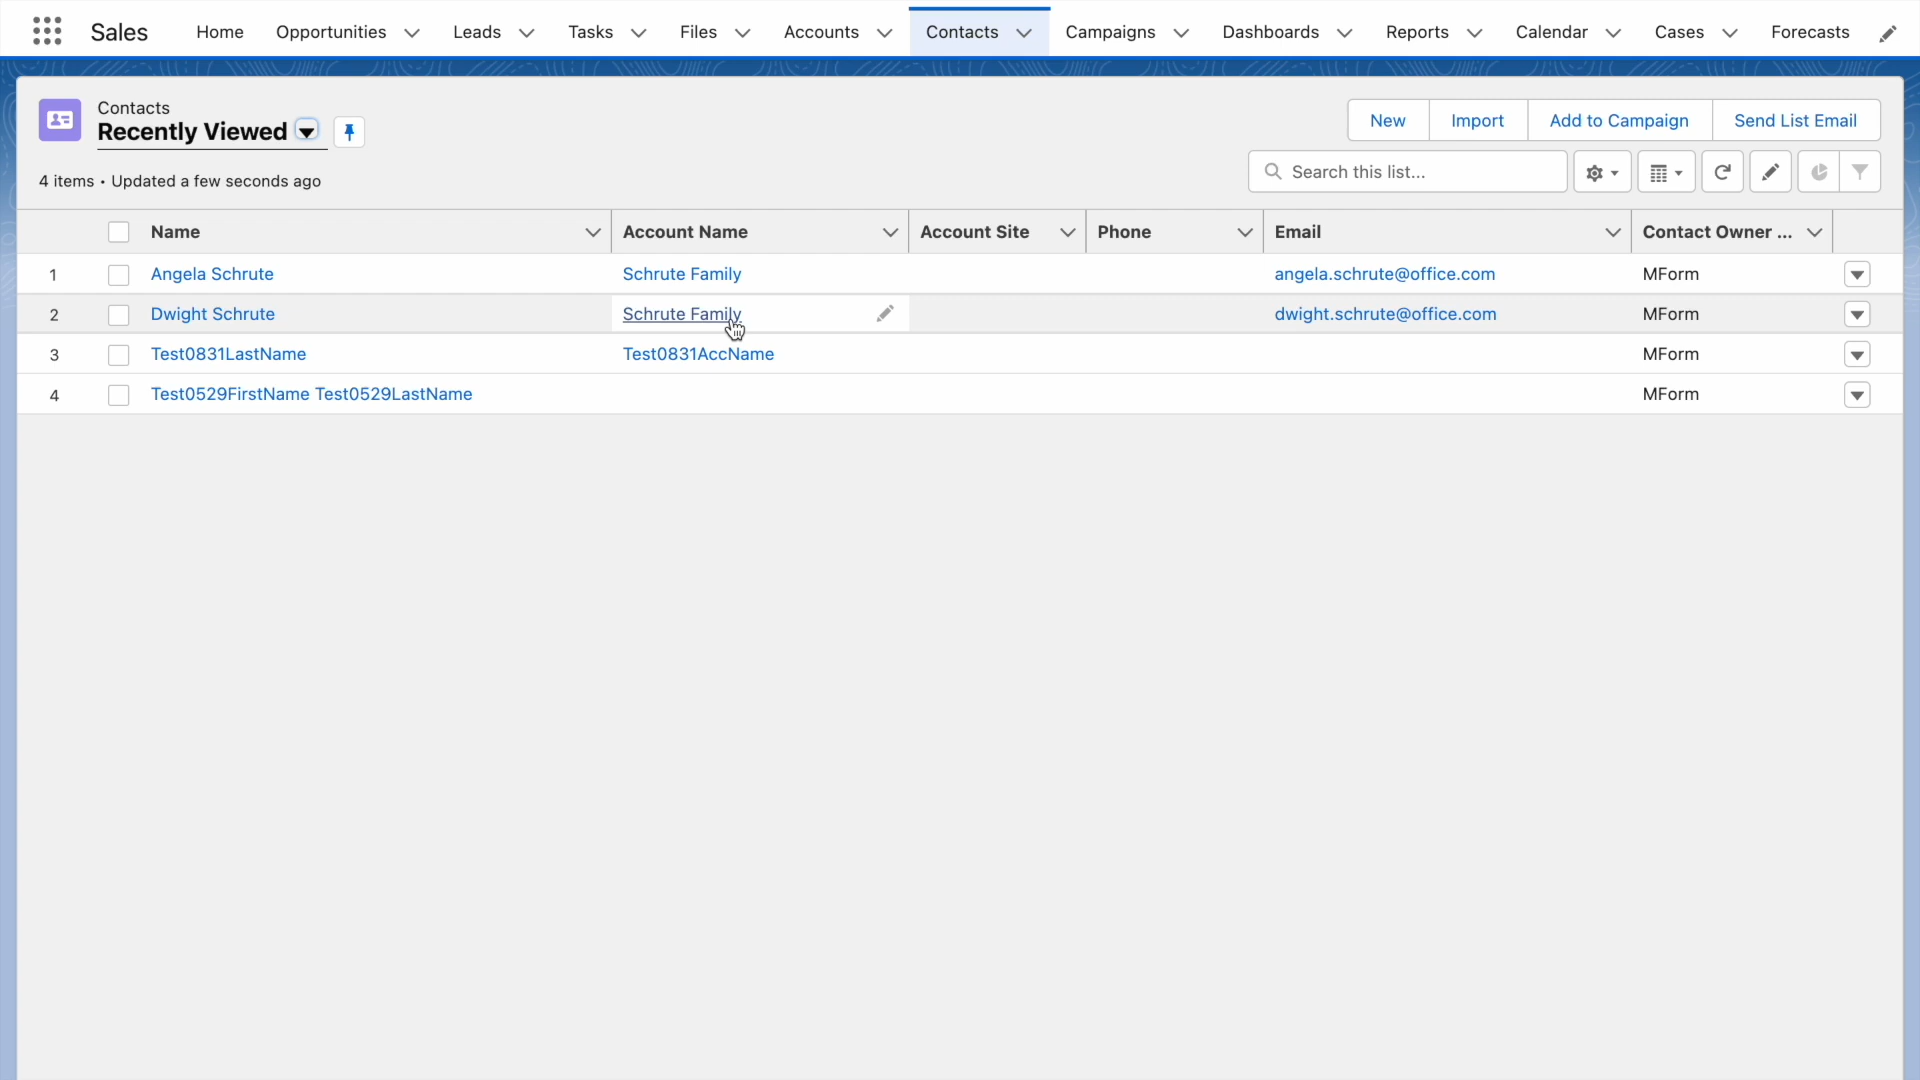 Sales Home Opportunities Leads Tasks Files Accounts Contacts Campaigns Dashboards Reports Calendar Cases Forecasts
Contacts
Recently Viewed
New Import Add to Campaign Send List Email
4 items • Updated a few seconds ago
Search this list...
Name Account Name Account Site Phone Email Contact Owner ...
1 Angela Schrute Schrute Family angela.schrute@office.com MForm
2 Dwight Schrute Schrute Family dwight.schrute@office.com MForm
3 Test0831LastName Test0831AccName MForm
4 Test0529FirstName Test0529LastName MForm